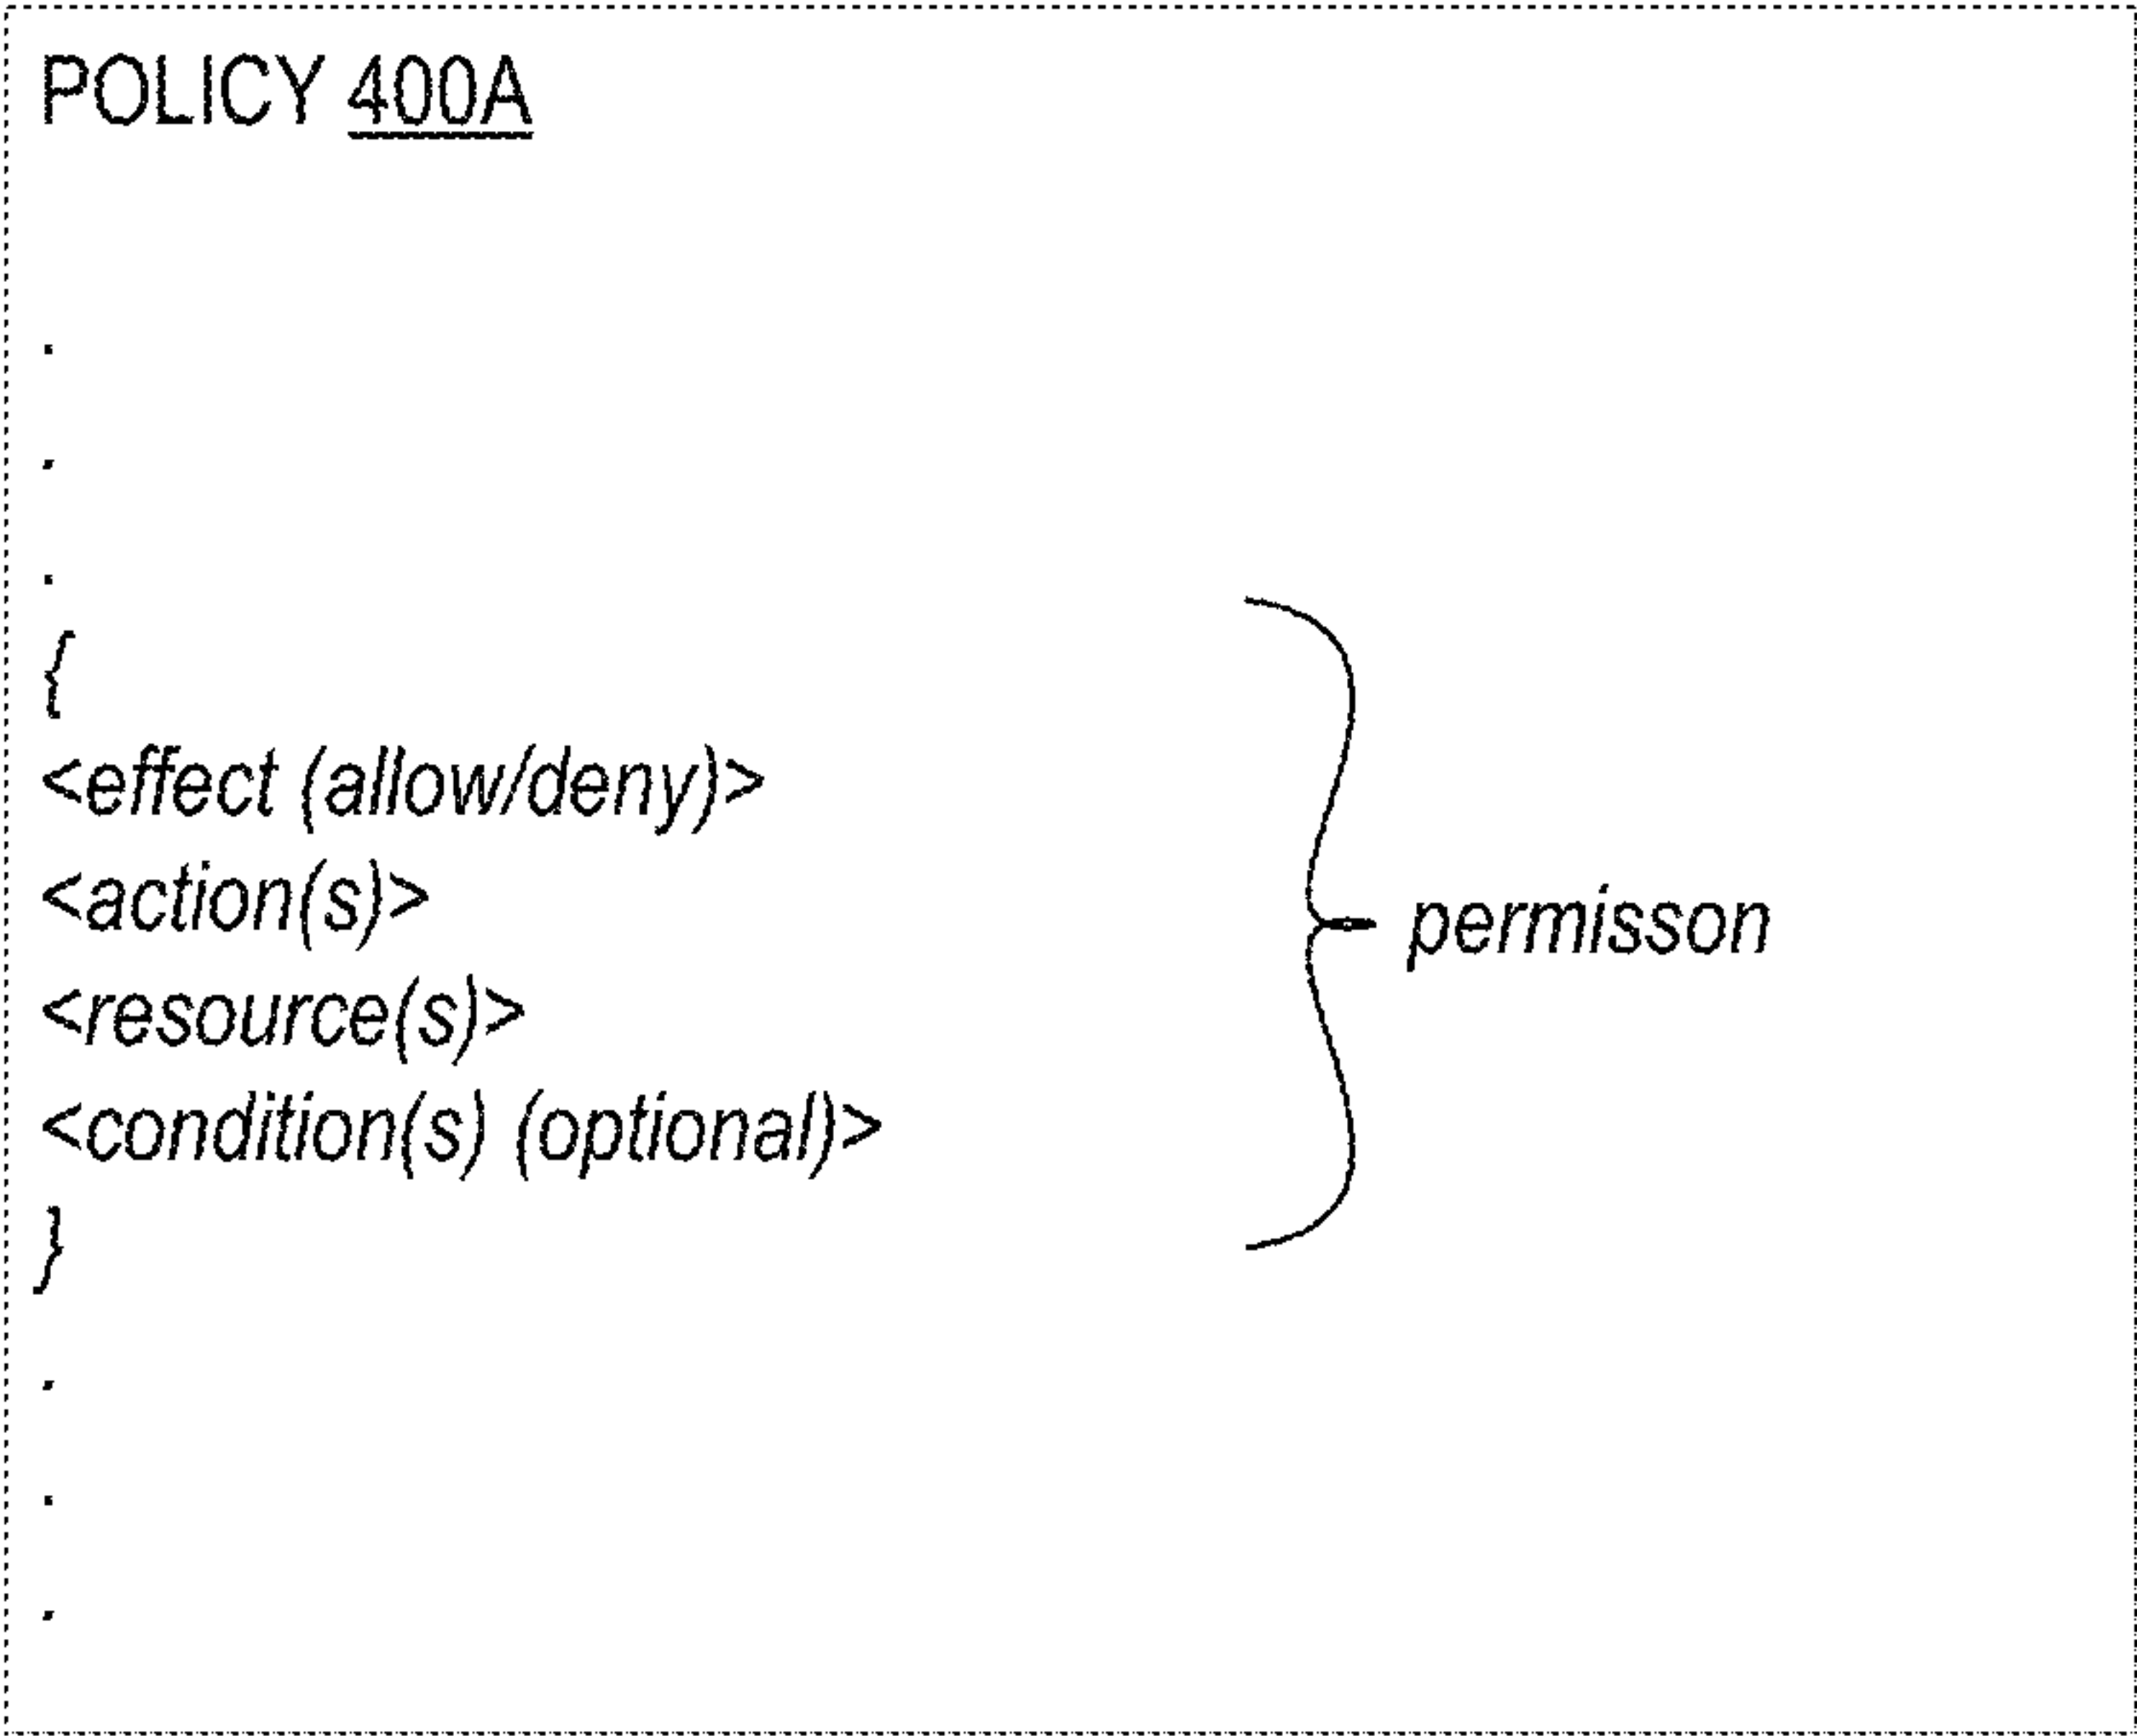 POLICY 400A
.
.
.
{
<effect (allow/deny)>
<action(s)>
<resource(s)>
<condition(s) (optional)>
}
permisson
.
.
.